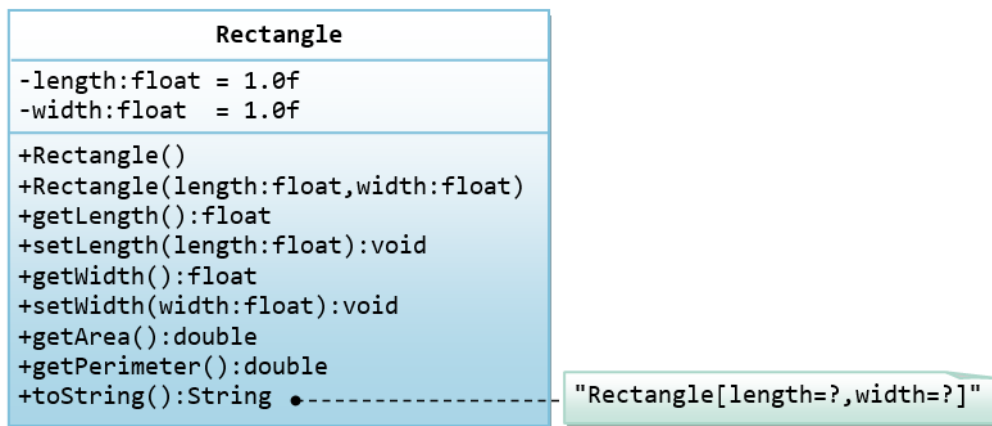 Rectangle
-length:float = 1.0f
-width:float  = 1.0f
+Rectangle()
+Rectangle(length:float,width:float)
+getLength():float
+setLength(length:float):void
+getWidth():float
+setWidth(width:float):void
+getArea():double
+getPerimeter():double
+toString():String
"Rectangle[length=?,width=?]"